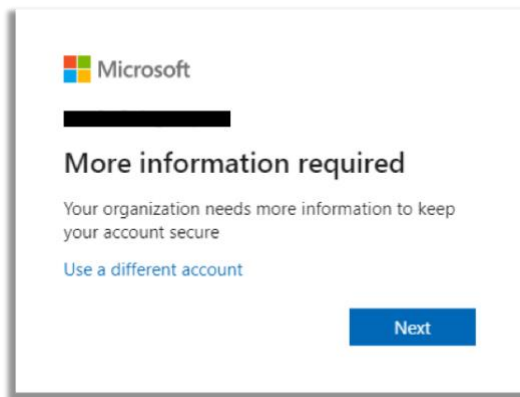 Microsoft
More information required
Your organization needs more information to keep
your account secure
Use a different account
Next